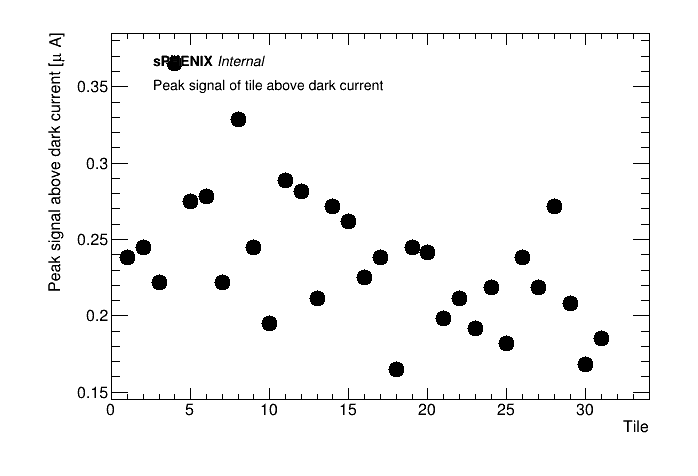 sPHENIX Internal
Peak signal of tile above dark current
Peak signal above dark current [μ A]
0.35
0.3
0.25
0.2
0.15
0 5 10 15 20 25 30
Tile